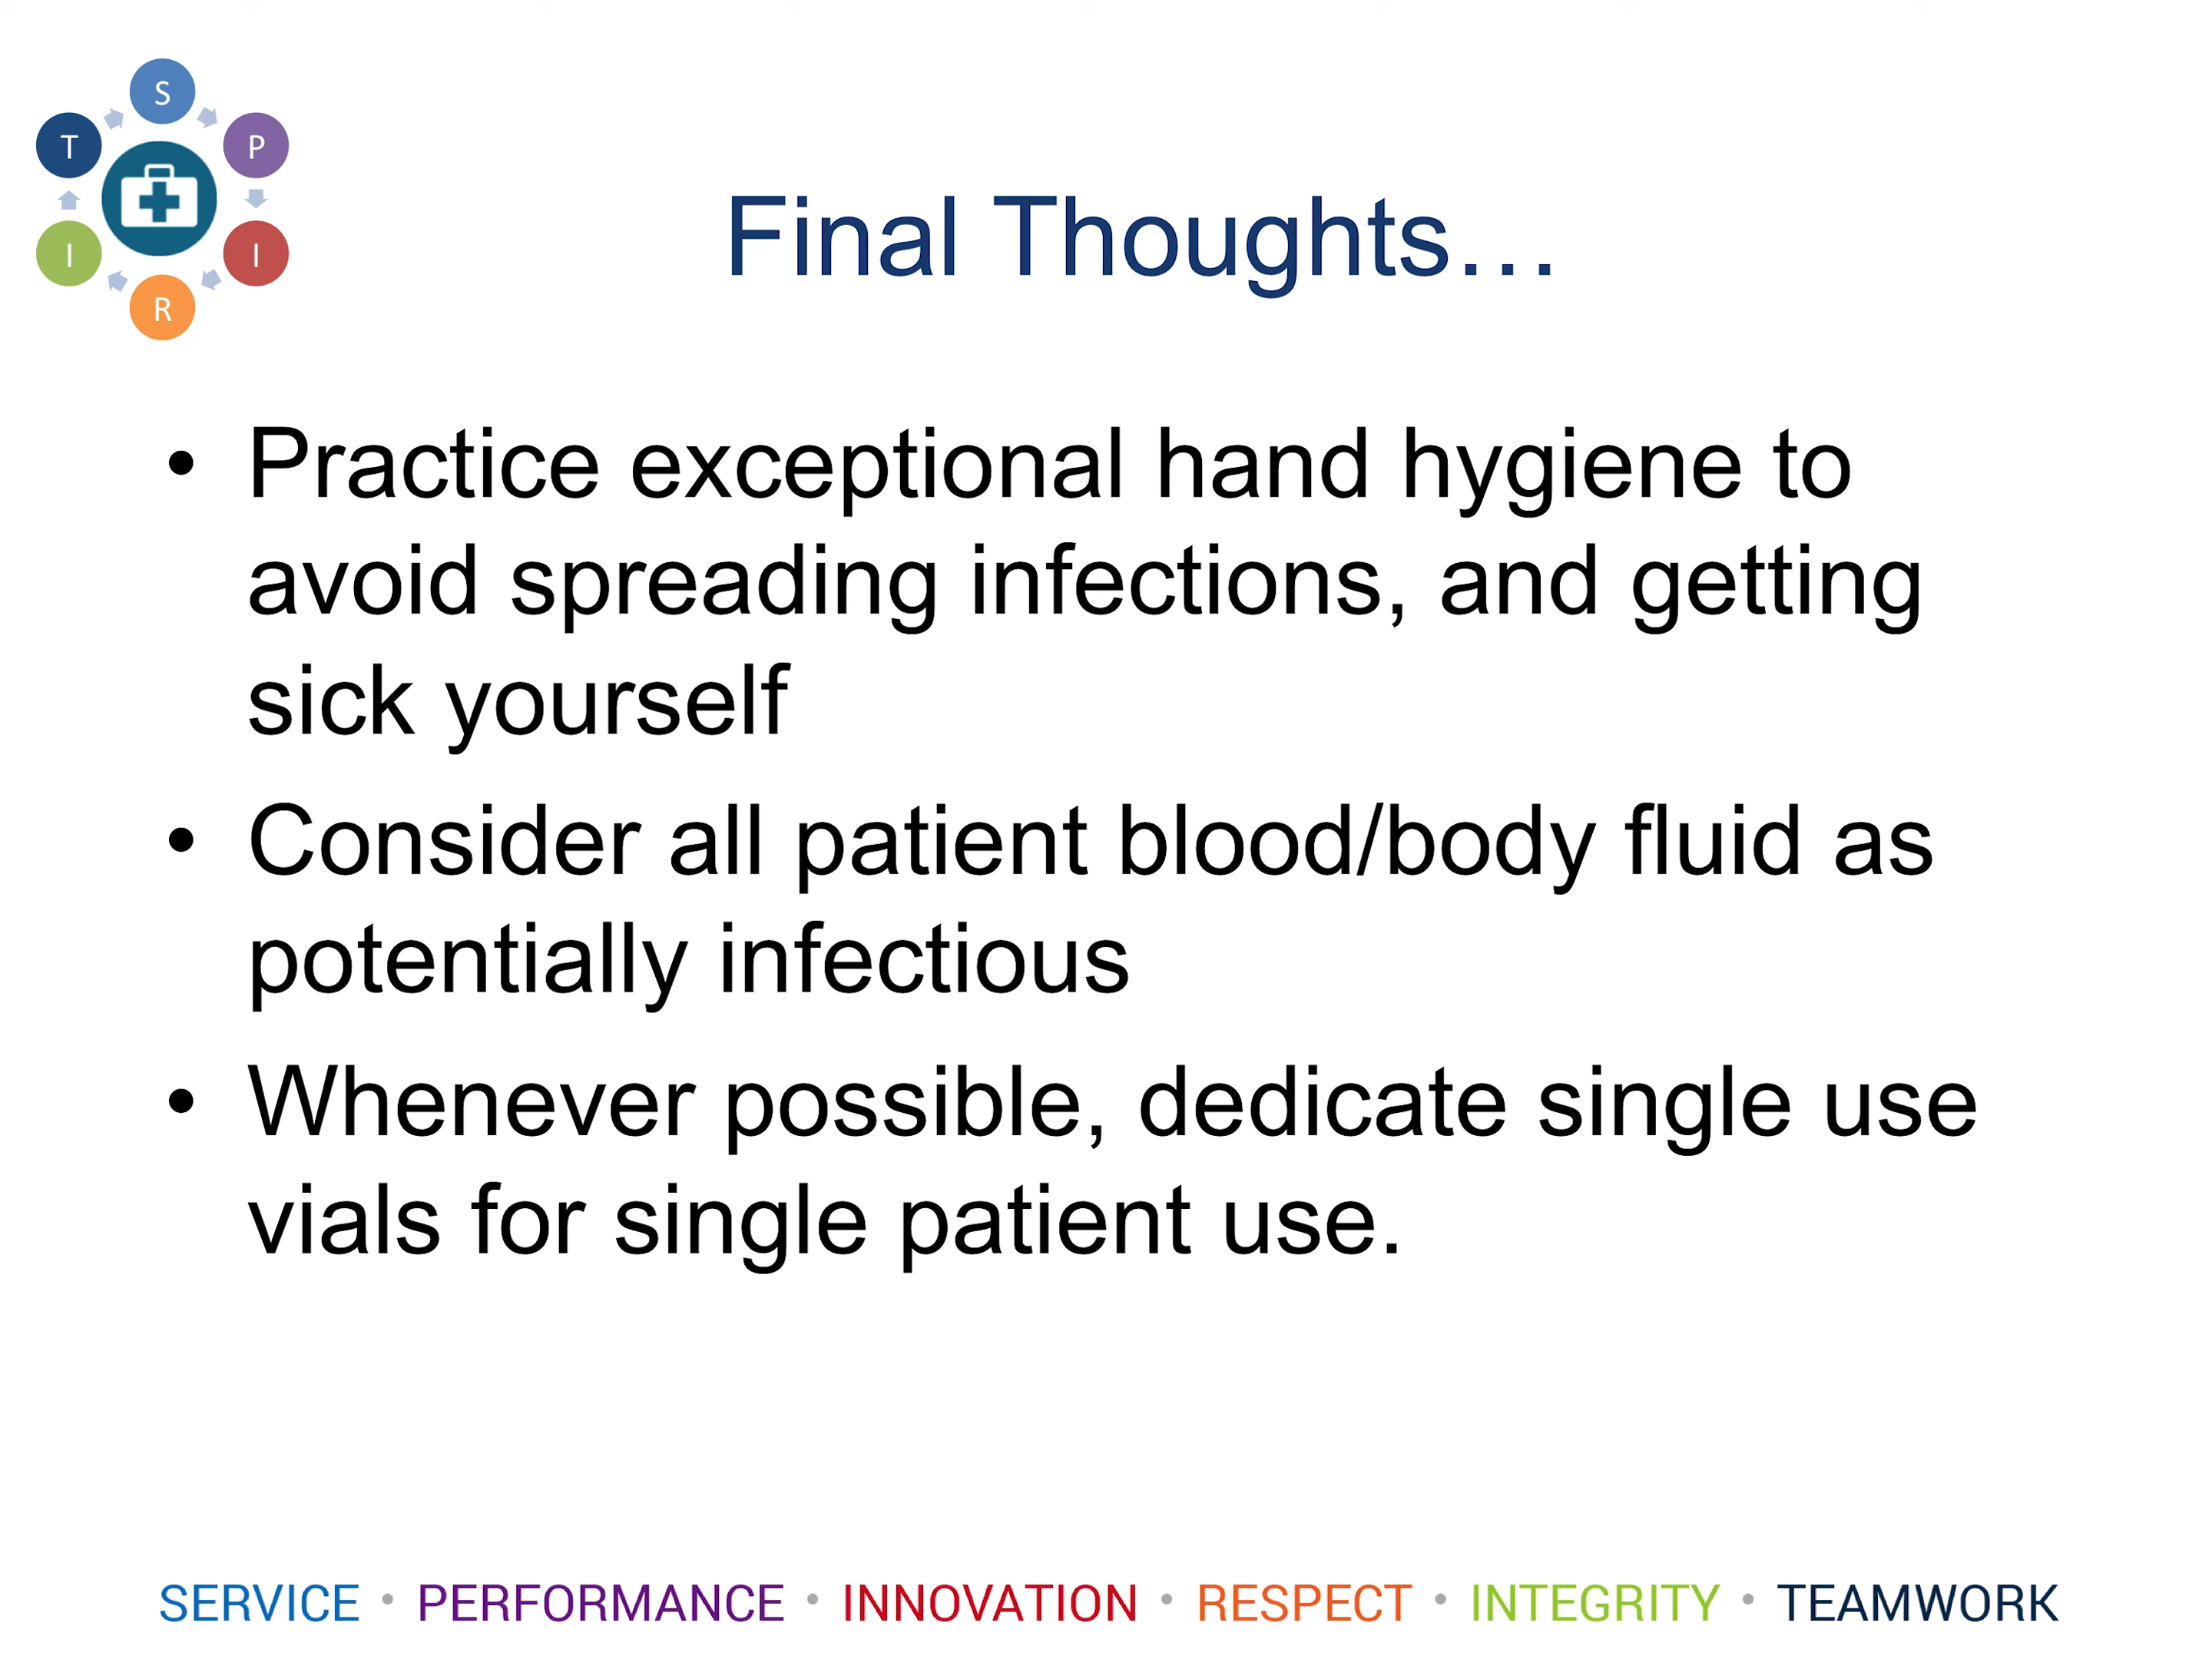 S
T
P
I
I
R
Final Thoughts…
• Practice exceptional hand hygiene to
avoid spreading infections, and getting
sick yourself
• Consider all patient blood/body fluid as
potentially infectious
• Whenever possible, dedicate single use
vials for single patient use.
SERVICE • PERFORMANCE • INNOVATION • RESPECT • INTEGRITY • TEAMWORK